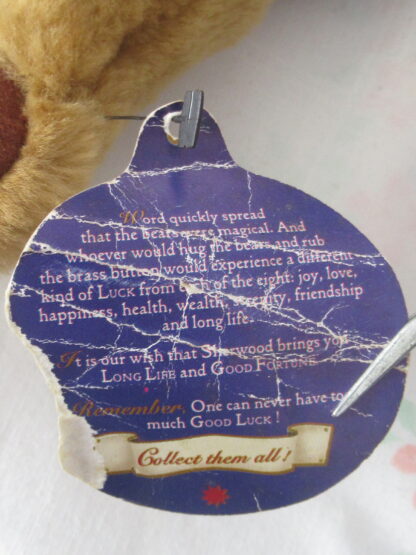 Word quickly spread
that the bears were magical. And
whoever would hug the bears and rub
the brass button would experience a different
kind of LUCK from each of the eight: joy, love,
happiness, health, wealth, serenity, friendship
and long life.
It is our wish that Sherwood brings you
LONG LIFE and GOOD FORTUNE.
Remember, One can never have to
much GOOD LUCK !
Collect them all !